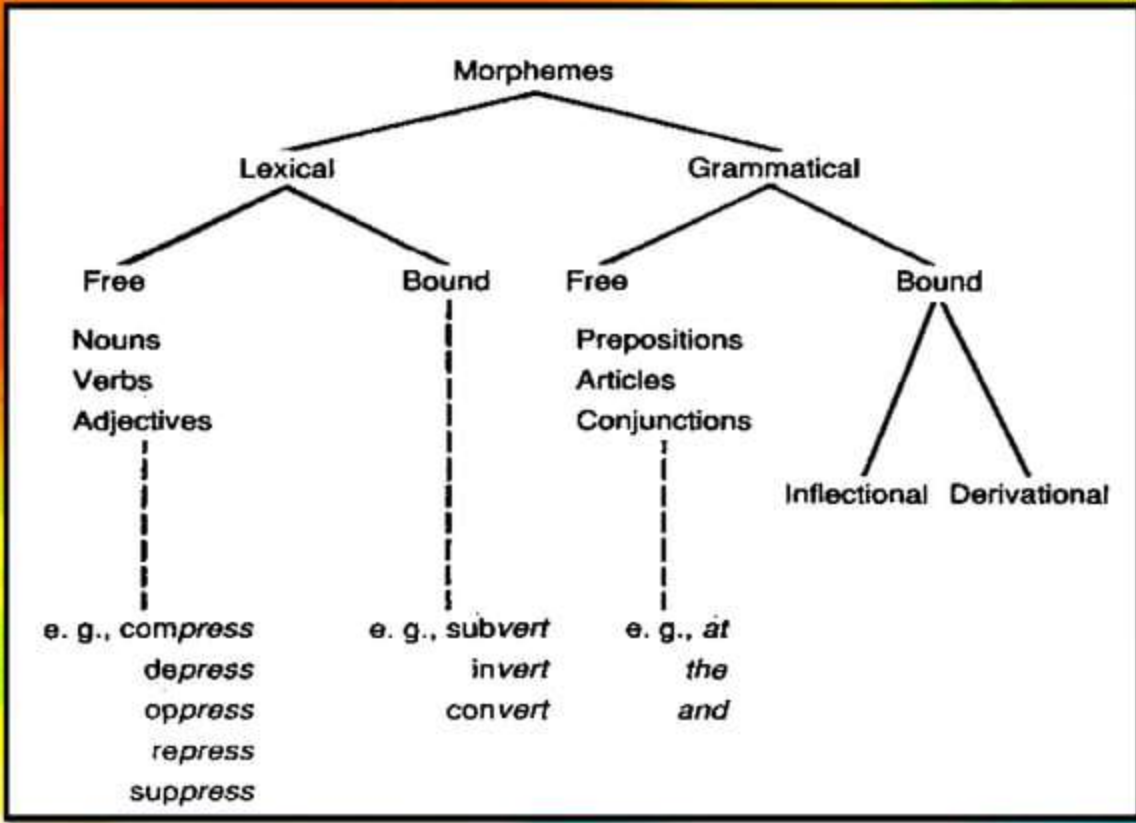 Morphemes
Lexical Grammatical
Free Bound Free Bound
Nouns Prepositions
Verbs Articles
Adjectives Conjunctions
Inflectional Derivational
e. g., compress e. g., subvert e. g., at
depress invert the
oppress convert and
repress
suppress